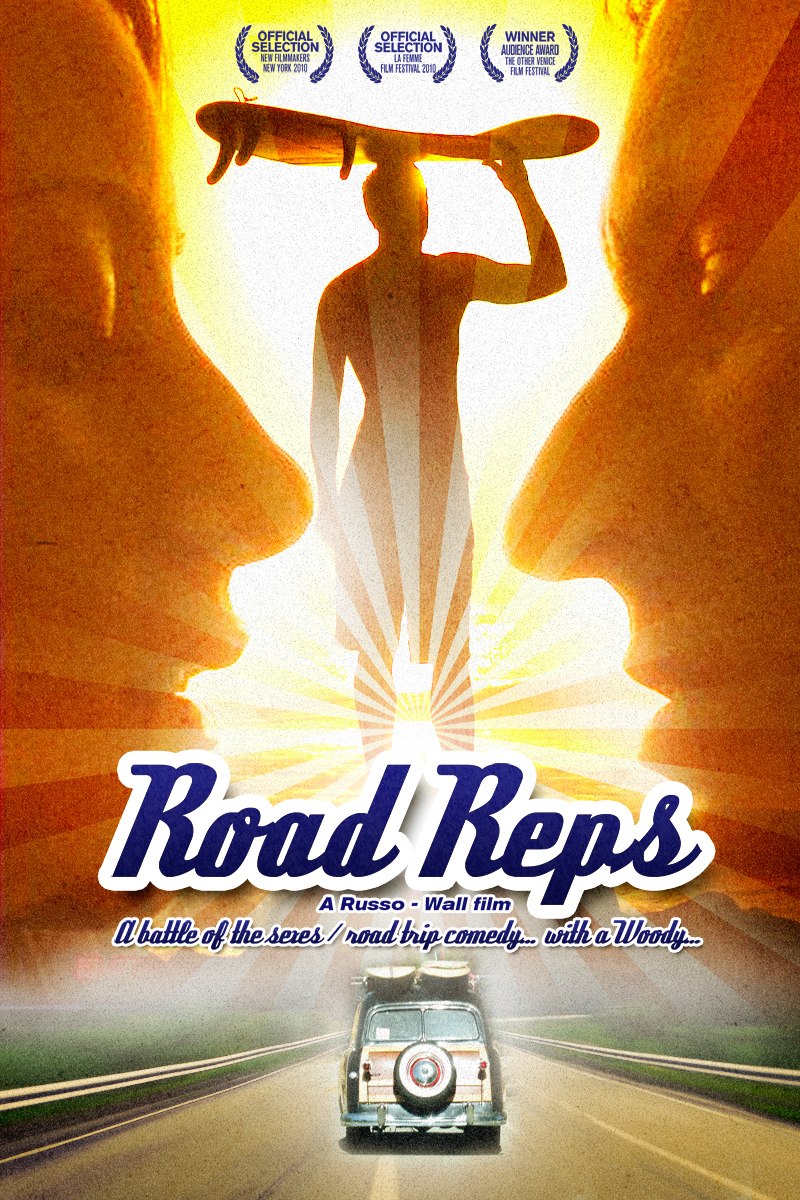 OFFICIAL
SELECTION
NEW FILMMAKERS
NEW YORK 2010
OFFICIAL
SELECTION
LA FEMME
FILM FESTIVAL 2010
WINNER
AUDIENCE AWARD
THE OTHER VENICE
FILM FESTIVAL
Road Reps
A Russo - Wall film
A battle of the sexes / road trip comedy... with a Woody...